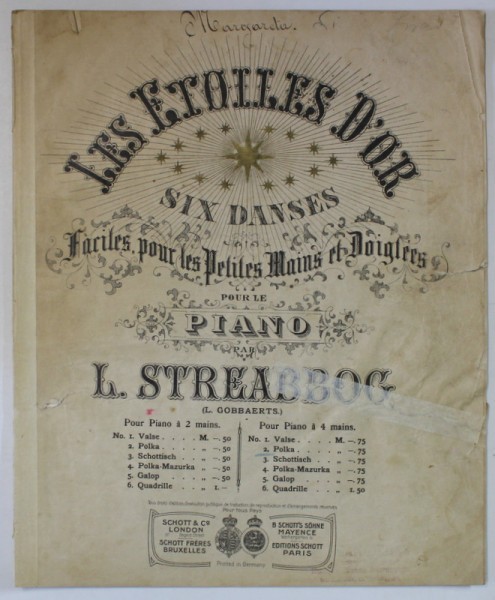 Margareta.
LES ETOILES D'OR
SIX DANSES
Faciles, pour les Petites Mains et Doigtées
POUR LE
PIANO
PAR
L. STREABBOG
(L. GOBBAERTS.)
Pour Piano à 2 mains.
No. 1. Valse . . . . M. —. 50
2. Polka . . . . „ —. 50
3. Schottisch . . „ —. 50
4. Polka-Mazurka „ —. 50
5. Galop . . . . „ —. 50
6. Quadrille . . „ 1. —
Pour Piano à 4 mains.
No. 1. Valse . . . . M. —. 75
2. Polka . . . . „ —. 75
3. Schottisch . . „ —. 75
4. Polka-Mazurka „ —. 75
5. Galop . . . . „ —. 75
6. Quadrille . . „ 1. 50
Pour Tous Pays
SCHOTT & Co.
LONDON
SCHOTT FRÈRES
BRUXELLES
B. SCHOTT'S SÖHNE
MAYENCE
EDITIONS SCHOTT
PARIS
Printed in Germany